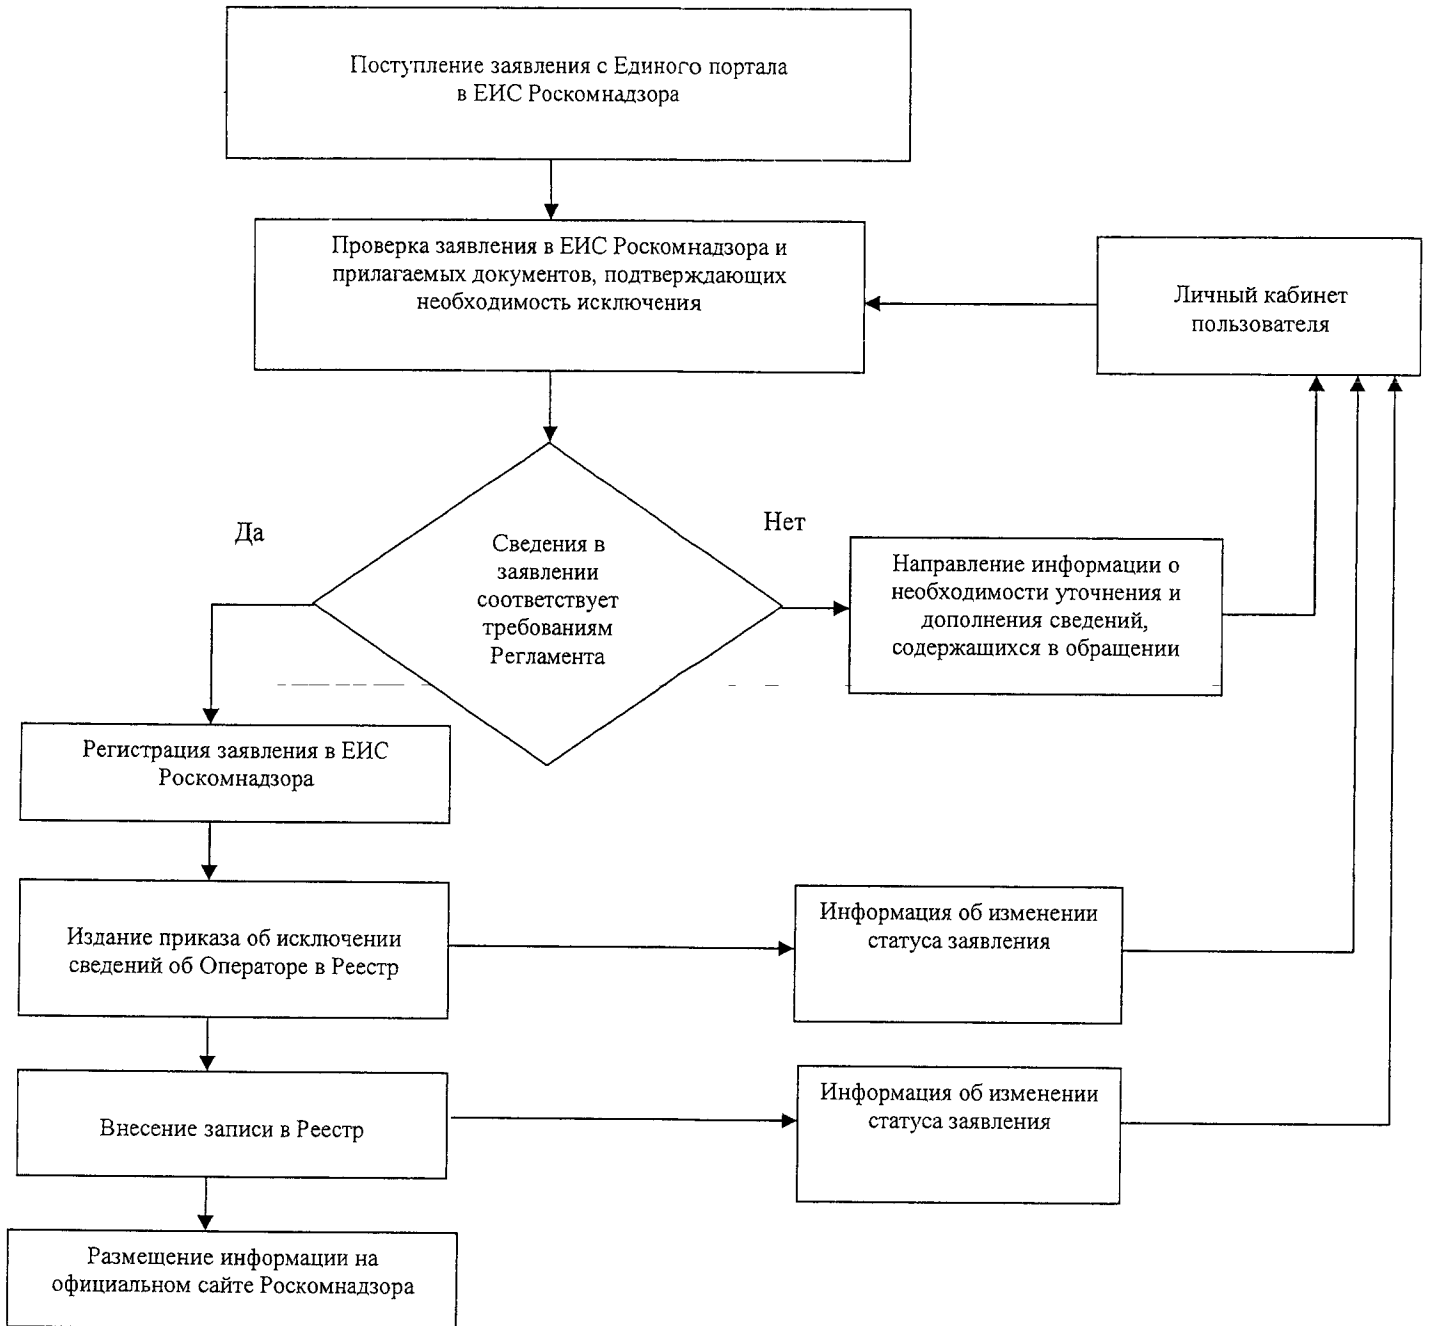 Поступление заявления с Единого портала
в ЕИС Роскомнадзора
Проверка заявления в ЕИС Роскомнадзора и
прилагаемых документов, подтверждающих
необходимость исключения
Личный кабинет
пользователя
Да
Нет
Сведения в
заявлении
соответствует
требованиям
Регламента
Направление информации о
необходимости уточнения и
дополнения сведений,
содержащихся в обращении
Регистрация заявления в ЕИС
Роскомнадзора
Издание приказа об исключении
сведений об Операторе в Реестр
Информация об изменении
статуса заявления
Внесение записи в Реестр
Информация об изменении
статуса заявления
Размещение информации на
официальном сайте Роскомнадзора